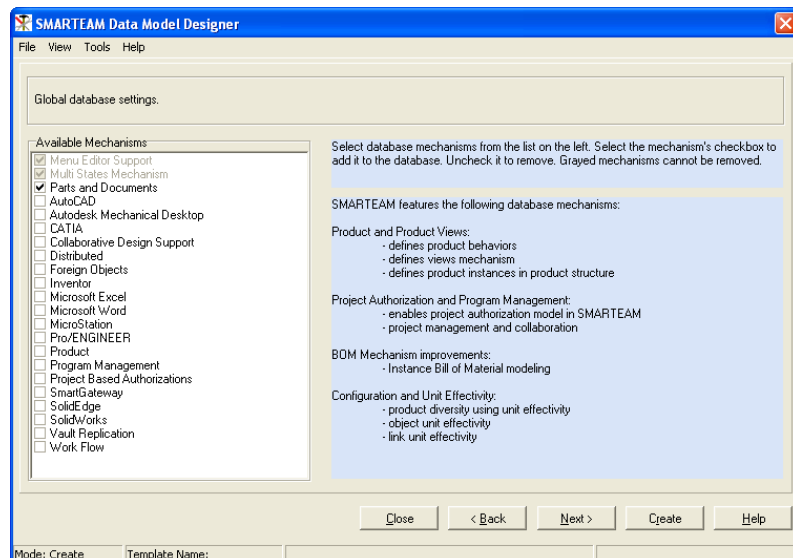 SMARTEAM Data Model Designer
File View Tools Help
Global database settings.
Available Mechanisms
Menu Editor Support
Multi States Mechanism
Parts and Documents
AutoCAD
Autodesk Mechanical Desktop
CATIA
Collaborative Design Support
Distributed
Foreign Objects
Inventor
Microsoft Excel
Microsoft Word
MicroStation
Pro/ENGINEER
Product
Program Management
Project Based Authorizations
SmartGateway
SolidEdge
SolidWorks
Vault Replication
Work Flow
Select database mechanisms from the list on the left. Select the mechanism's checkbox to
add it to the database. Uncheck it to remove. Grayed mechanisms cannot be removed.
SMARTEAM features the following database mechanisms:
Product and Product Views:
- defines product behaviors
- defines views mechanism
- defines product instances in product structure
Project Authorization and Program Management:
- enables project authorization model in SMARTEAM
- project management and collaboration
BOM Mechanism improvements:
- Instance Bill of Material modeling
Configuration and Unit Effectivity:
- product diversity using unit effectivity
- object unit effectivity
- link unit effectivity
Close < Back Next > Create Help
Mode: Create Template Name: